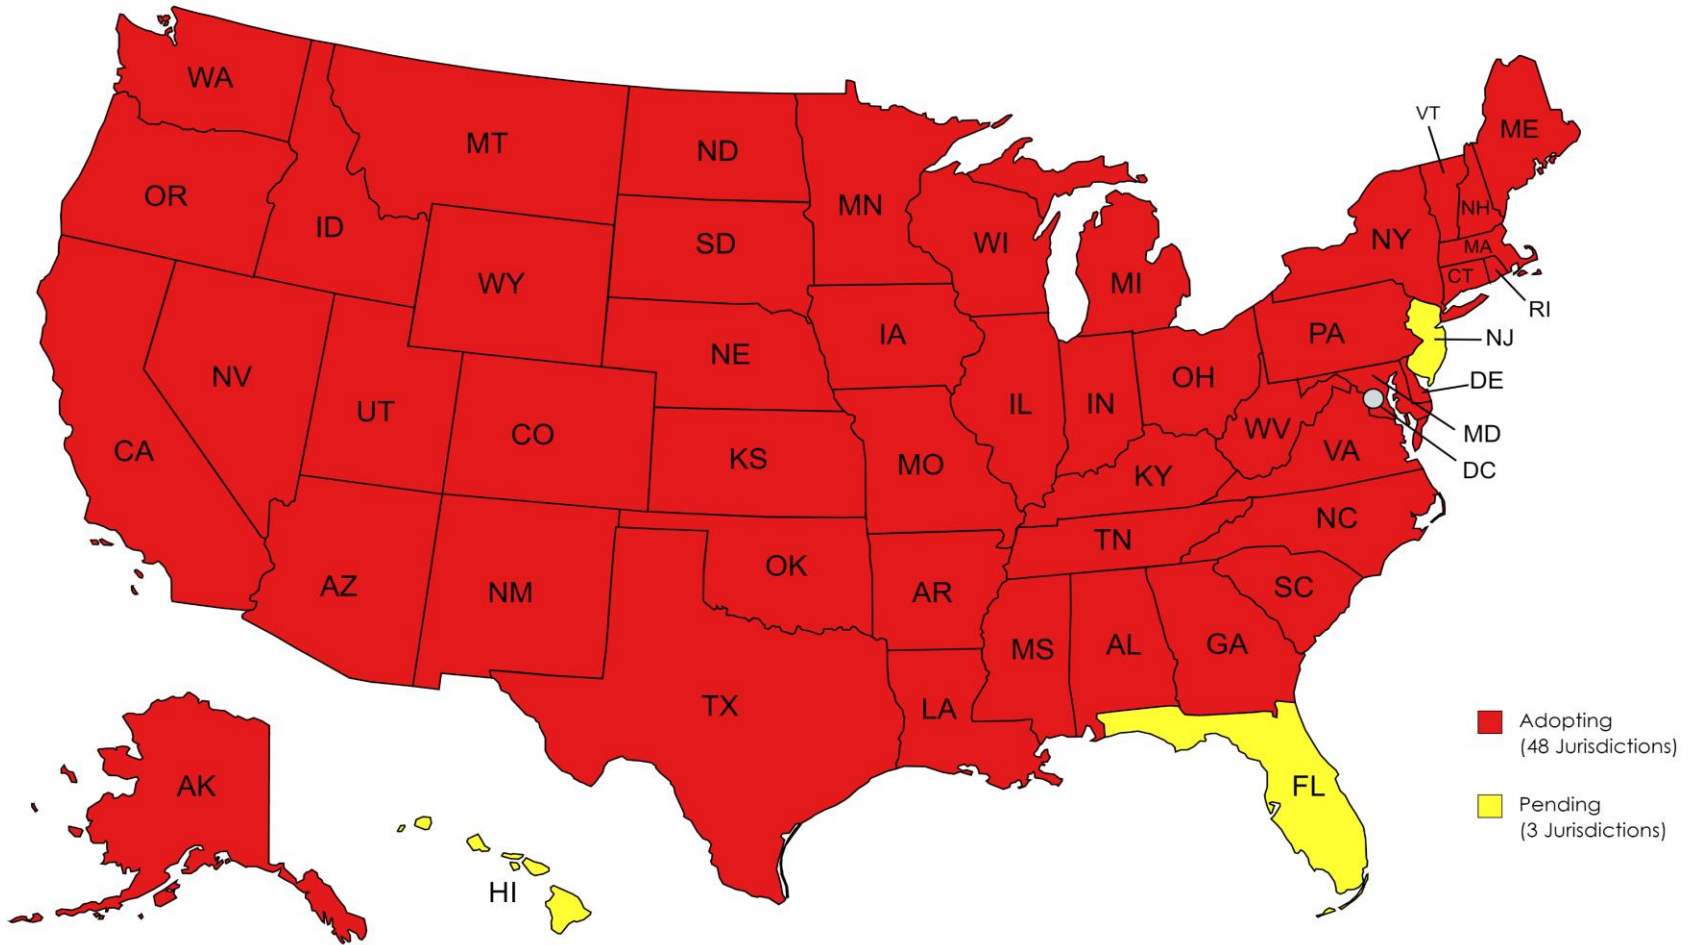 WA
MT
ND
MN
VT
ME
OR
ID
SD
WI
NH
NY
MA
WY
MI
CT
RI
IA
PA
NJ
NE
NV
UT
OH
DE
IL
IN
CO
WV
MD
CA
KS
MO
VA
DC
KY
NC
TN
OK
AZ
NM
AR
SC
MS
AL
GA
TX
LA
Adopting
(48 Jurisdictions)
AK
FL
Pending
(3 Jurisdictions)
HI